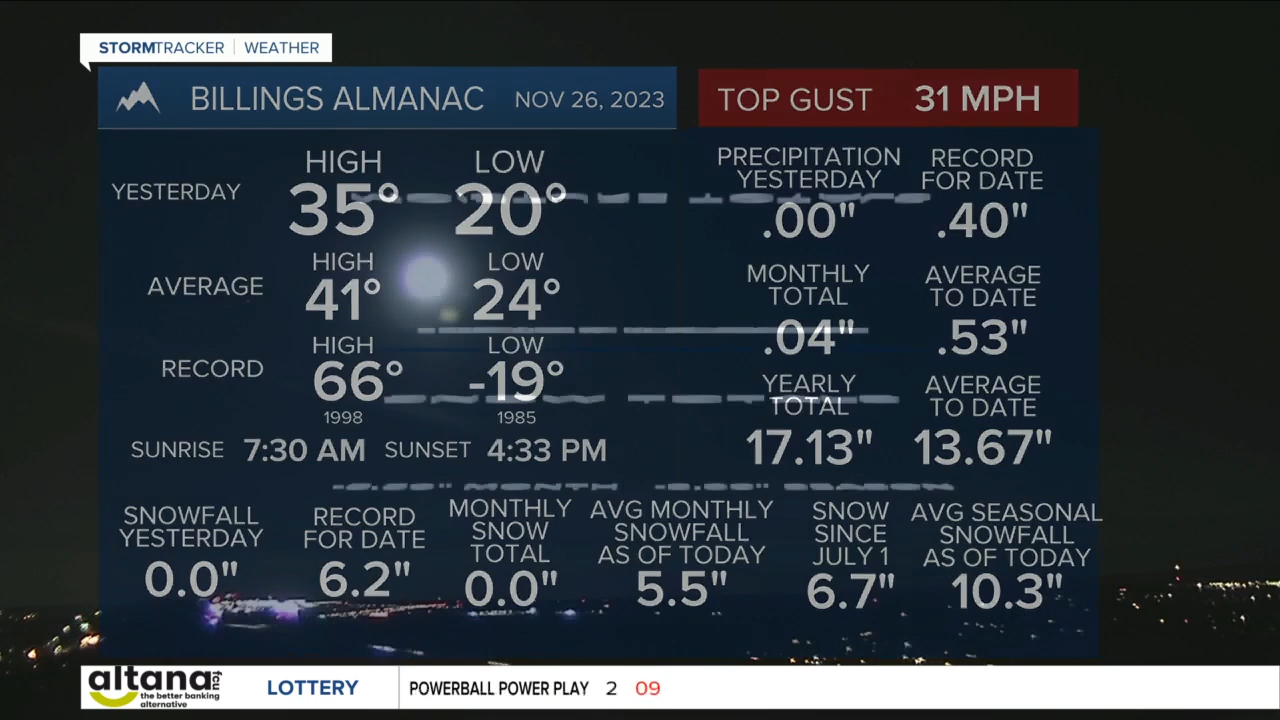 STORMTRACKER | WEATHER
BILLINGS ALMANAC NOV 26, 2023
TOP GUST 31 MPH
HIGH LOW
YESTERDAY 35° 20°
HIGH LOW
AVERAGE 41° 24°
HIGH LOW
RECORD 66° -19°
1998 1985
SUNRISE 7:30 AM SUNSET 4:33 PM
PRECIPITATION
YESTERDAY
.00"
RECORD
FOR DATE
.40"
MONTHLY
TOTAL
.04"
AVERAGE
TO DATE
.53"
YEARLY
TOTAL
17.13"
AVERAGE
TO DATE
13.67"
SNOWFALL
YESTERDAY
0.0"
RECORD
FOR DATE
6.2"
MONTHLY
SNOW
TOTAL
0.0"
AVG MONTHLY
SNOWFALL
AS OF TODAY
5.5"
SNOW
SINCE
JULY 1
6.7"
AVG SEASONAL
SNOWFALL
AS OF TODAY
10.3"
altana fcu
the better banking
alternative
LOTTERY
POWERBALL POWER PLAY 2 09